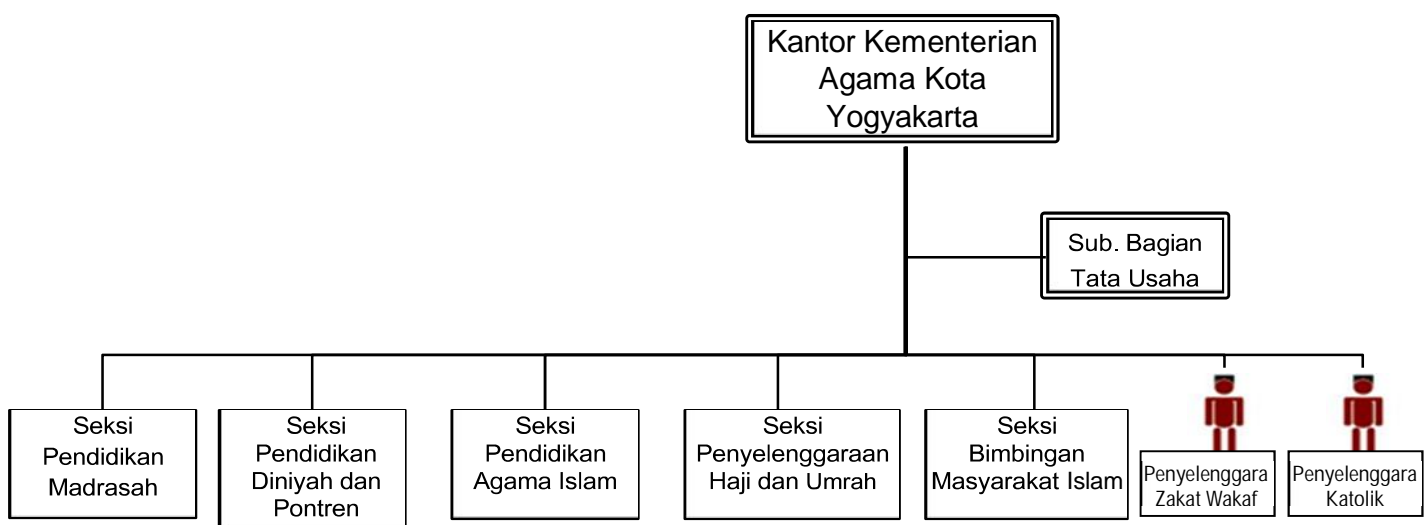 Kantor Kementerian
Agama Kota
Yogyakarta
Sub. Bagian
Tata Usaha
Seksi
Pendidikan
Madrasah
Seksi
Pendidikan
Diniyah dan
Pontren
Seksi
Pendidikan
Agama Islam
Seksi
Penyelenggaraan
Haji dan Umrah
Seksi
Bimbingan
Masyarakat Islam
Penyelenggara
Zakat Wakaf
Penyelenggara
Katolik